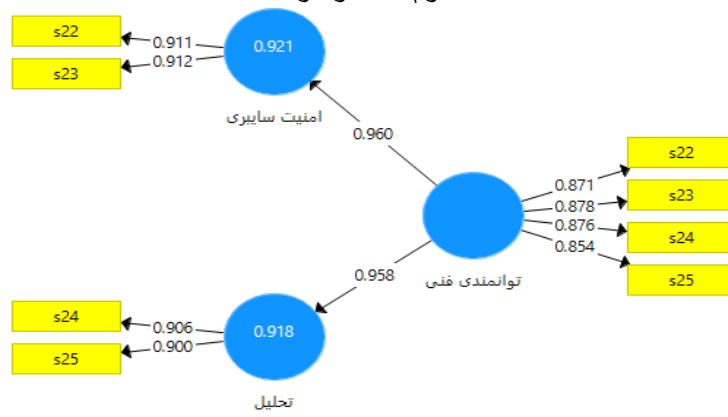 s22
0.911
0.921
s23
0.912
امنیت سایبری
0.960
s22
0.871
s23
0.878
0.876
s24
0.854
s25
توانمندی فنی
0.958
s24
0.906
0.918
s25
0.900
تحلیل